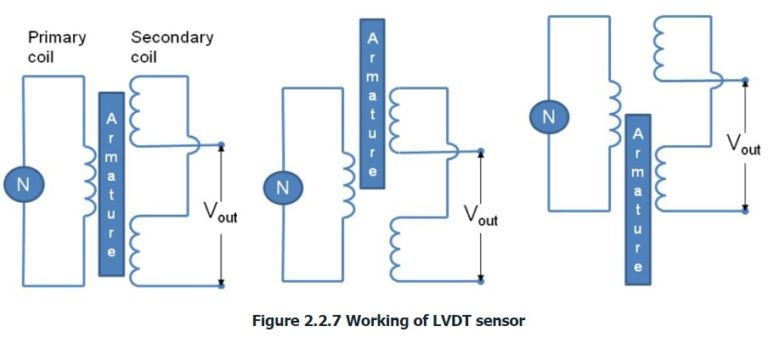 Primary
coil
Secondary
coil
N
Armature
Vout
N
Armature
Vout
N
Armature
Vout
Figure 2.2.7 Working of LVDT sensor